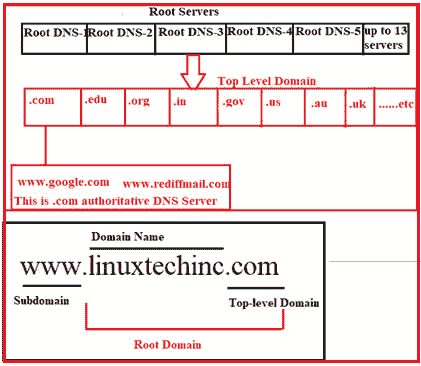 Root Servers
Root DNS-1 Root DNS-2 Root DNS-3 Root DNS-4 Root DNS-5 up to 13 servers
Top Level Domain
.com .edu .org .in .gov .us .au .uk ......etc
www.google.com www.rediffmail.com
This is .com authoritative DNS Server
Domain Name
www.linuxtechinc.com
Subdomain Top-level Domain
Root Domain